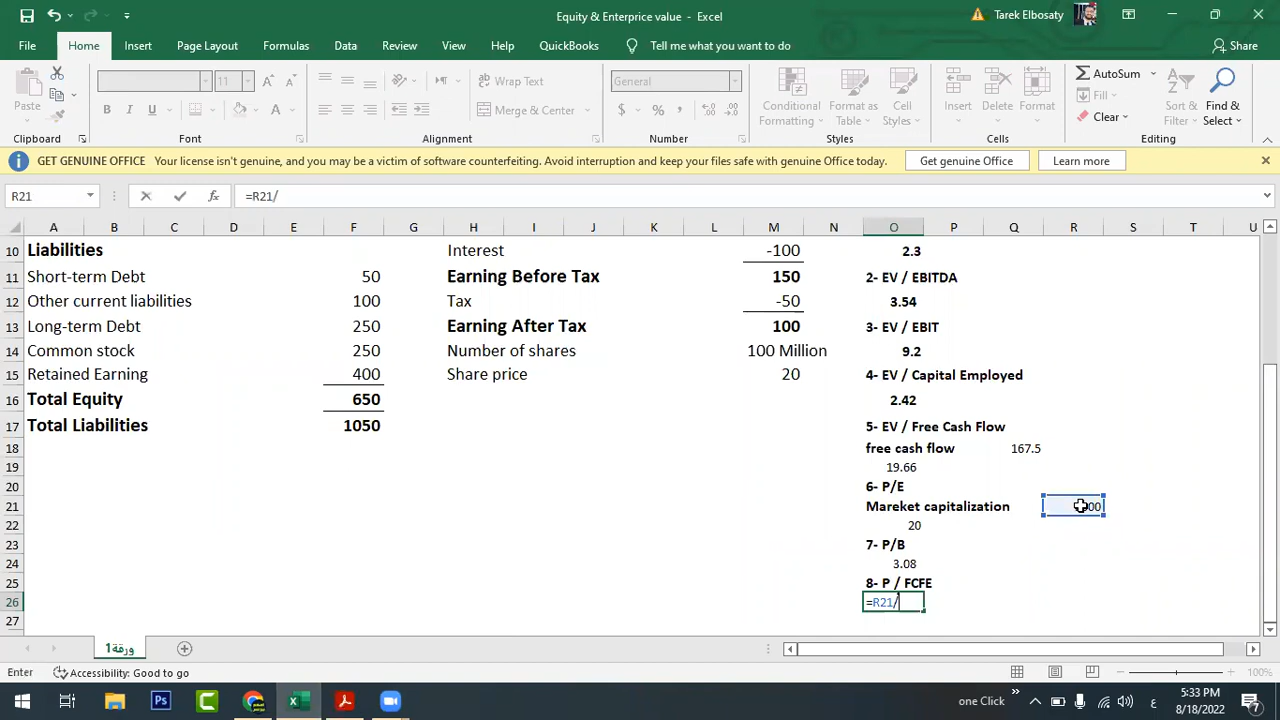 Equity & Enterprice value - Excel
Tarek Elbosaty
File Home Insert Page Layout Formulas Data Review View Help QuickBooks Tell me what you want to do Share
Paste
11
B I U
A A
Wrap Text
Merge & Center
General
$ % ,
Conditional Formatting
Format as Table
Cell Styles
Insert
Delete
Format
AutoSum
Fill
Clear
Sort & Filter
Find & Select
Clipboard Font Alignment Number Styles Cells Editing
GET GENUINE OFFICE Your license isn't genuine, and you may be a victim of software counterfeiting. Avoid interruption and keep your files safe with genuine Office today. Get genuine Office Learn more
R21 fx =R21/
A B C D E F G H I J K L M N O P Q R S T U
10 Liabilities Interest -100 2.3
11 Short-term Debt 50 Earning Before Tax 150 2- EV / EBITDA
12 Other current liabilities 100 Tax -50 3.54
13 Long-term Debt 250 Earning After Tax 100 3- EV / EBIT
14 Common stock 250 Number of shares 100 Million 9.2
15 Retained Earning 400 Share price 20 4- EV / Capital Employed
16 Total Equity 650 2.42
17 Total Liabilities 1050 5- EV / Free Cash Flow
18 free cash flow 167.5
19 19.66
20 6- P/E
21 Mareket capitalization
22 20
23 7- P/B
24 3.08
25 8- P / FCFE
26 =R21/
27
ورقة1
Enter Accessibility: Good to go 100%
one Click » ع 5:33 PM
8/18/2022 7